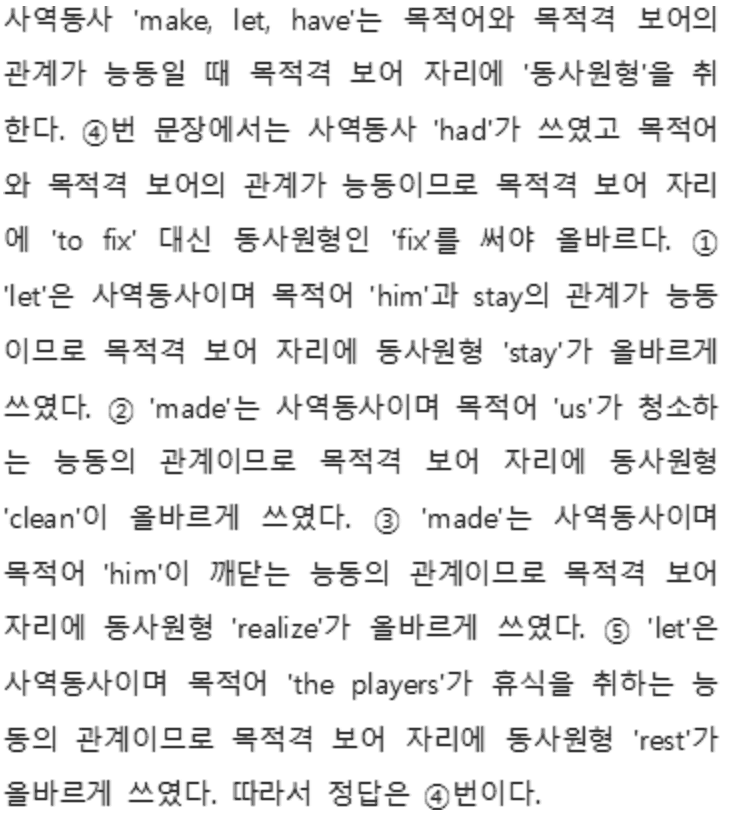 사역동사 'make, let, have'는 목적어와 목적격 보어의
관계가 능동일 때 목적격 보어 자리에 '동사원형'을 취
한다. ④번 문장에서는 사역동사 'had'가 쓰였고 목적어
와 목적격 보어의 관계가 능동이므로 목적격 보어 자리
에 'to fix' 대신 동사원형인 'fix'를 써야 올바르다. ①
'let'은 사역동사이며 목적어 'him'과 stay의 관계가 능동
이므로 목적격 보어 자리에 동사원형 'stay'가 올바르게
쓰였다. ② 'made'는 사역동사이며 목적어 'us'가 청소하
는 능동의 관계이므로 목적격 보어 자리에 동사원형
'clean'이 올바르게 쓰였다. ③ 'made'는 사역동사이며
목적어 'him'이 깨닫는 능동의 관계이므로 목적격 보어
자리에 동사원형 'realize'가 올바르게 쓰였다. ⑤ 'let'은
사역동사이며 목적어 'the players'가 휴식을 취하는 능
동의 관계이므로 목적격 보어 자리에 동사원형 'rest'가
올바르게 쓰였다. 따라서 정답은 ④번이다.